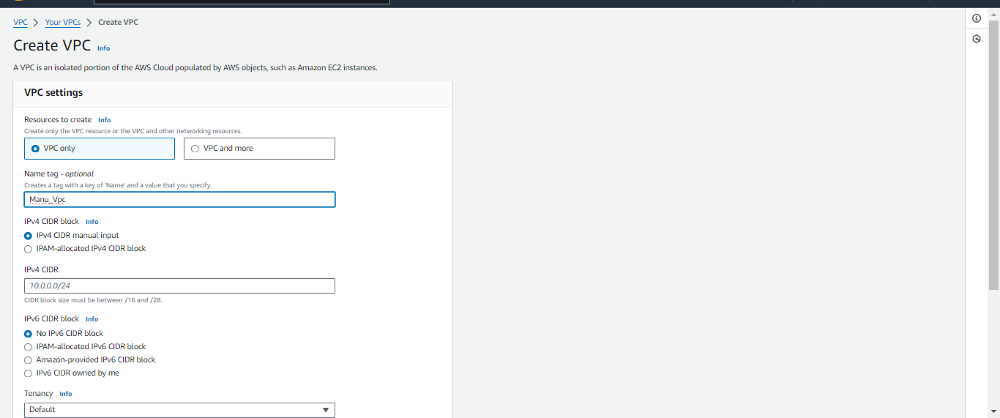 VPC > Your VPCs > Create VPC
Create VPC Info
A VPC is an isolated portion of the AWS Cloud populated by AWS objects, such as Amazon EC2 instances.
VPC settings
Resources to create Info
Create only the VPC resource or the VPC and other networking resources.
VPC only VPC and more
Name tag - optional
Creates a tag with a key of 'Name' and a value that you specify.
Manu_Vpc
IPv4 CIDR block Info
IPv4 CIDR manual input
IPAM-allocated IPv4 CIDR block
IPv4 CIDR
10.0.0.0/24
CIDR block size must be between /16 and /28.
IPv6 CIDR block Info
No IPv6 CIDR block
IPAM-allocated IPv6 CIDR block
Amazon-provided IPv6 CIDR block
IPv6 CIDR owned by me
Tenancy Info
Default